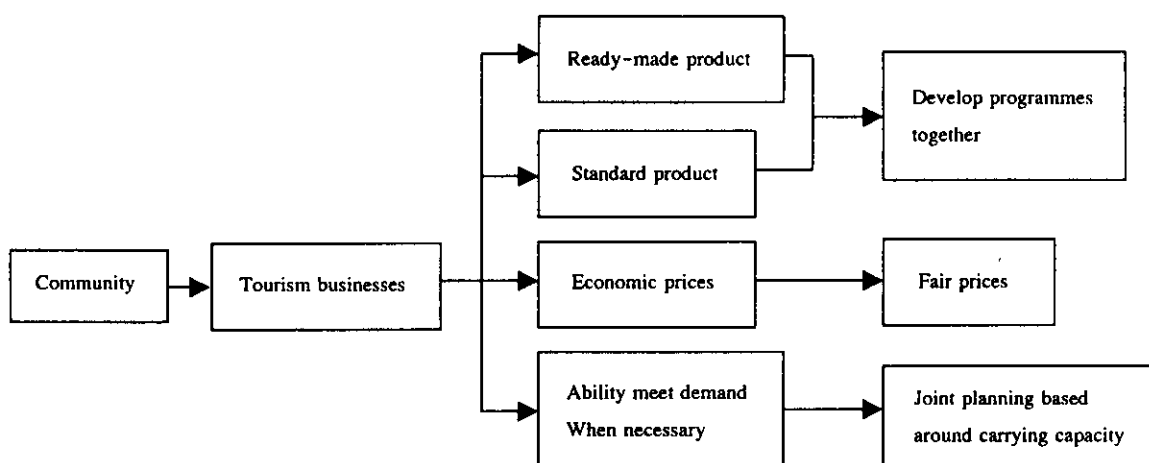 Ready-made product
Develop programmes
together
Standard product
Community
Tourism businesses
Economic prices
Fair prices
Ability meet demand
When necessary
Joint planning based
around carrying capacity